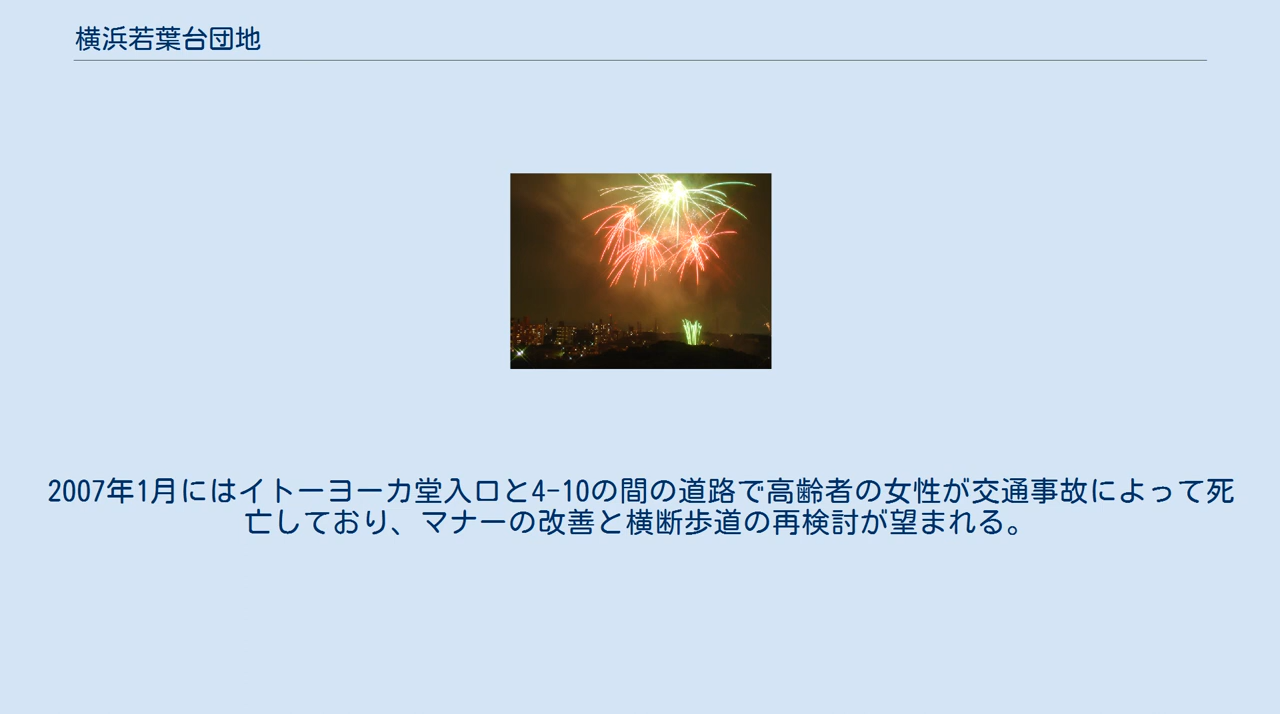 横浜若葉台団地
2007年1月にはイトーヨーカ堂入口と4-10の間の道路で高齢者の女性が交通事故によって死
亡しており、マナーの改善と横断歩道の再検討が望まれる。